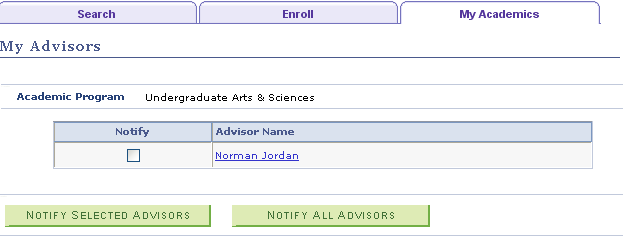 Search Enroll My Academics
My Advisors
Academic Program Undergraduate Arts & Sciences
Notify Advisor Name
Norman Jordan
NOTIFY SELECTED ADVISORS NOTIFY ALL ADVISORS